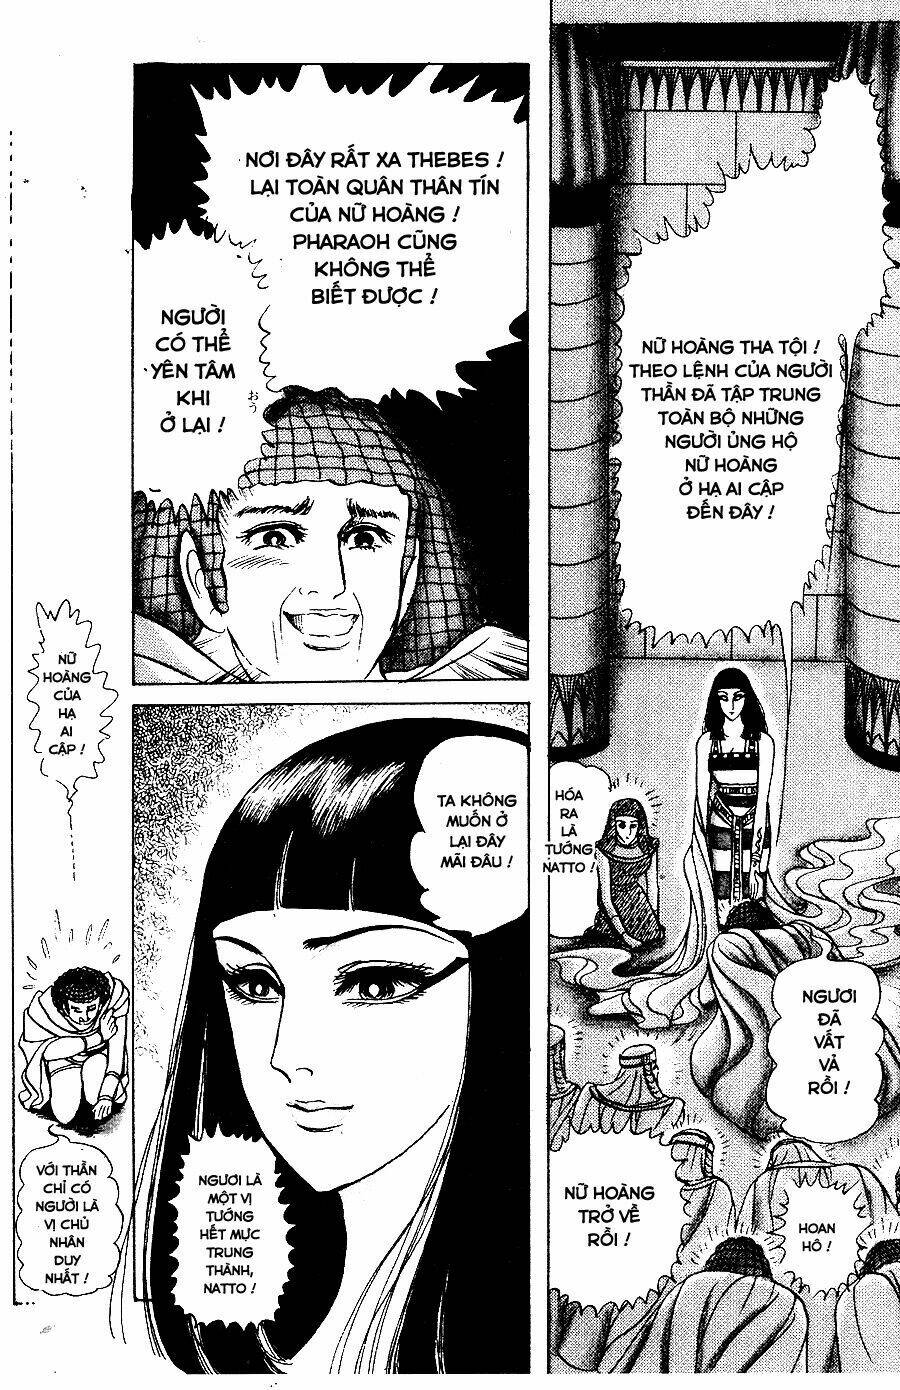 NỮ HOÀNG THA TỘI !
THEO LỆNH CỦA NGƯỜI
THẦN ĐÃ TẬP TRUNG
TOÀN BỘ NHỮNG
NGƯỜI ỦNG HỘ
NỮ HOÀNG
Ở HẠ AI CẬP
ĐẾN ĐÂY !
HÓA
RA
LÀ
TƯỚNG
NATTO !
NGƯƠI
ĐÃ
VẤT
VẢ
RỒI !
NỮ HOÀNG
TRỞ VỀ
RỒI !
HOAN
HÔ !
NƠI ĐÂY RẤT XA THEBES !
LẠI TOÀN QUÂN THÂN TÍN
CỦA NỮ HOÀNG !
PHARAOH CŨNG
KHÔNG THỂ
BIẾT ĐƯỢC !
NGƯỜI
CÓ THỂ
YÊN TÂM
KHI
Ở LẠI !
おう
TA KHÔNG
MUỐN Ở
LẠI ĐÂY
MÃI ĐÂU !
NGƯƠI LÀ
MỘT VỊ
TƯỚNG
HẾT MỰC
TRUNG
THÀNH,
NATTO !
NỮ
HOÀNG
CỦA
HẠ
AI
CẬP !
VỚI THẦN
CHỈ CÓ
NGƯỜI LÀ
VỊ CHỦ
NHÂN
DUY
NHẤT !